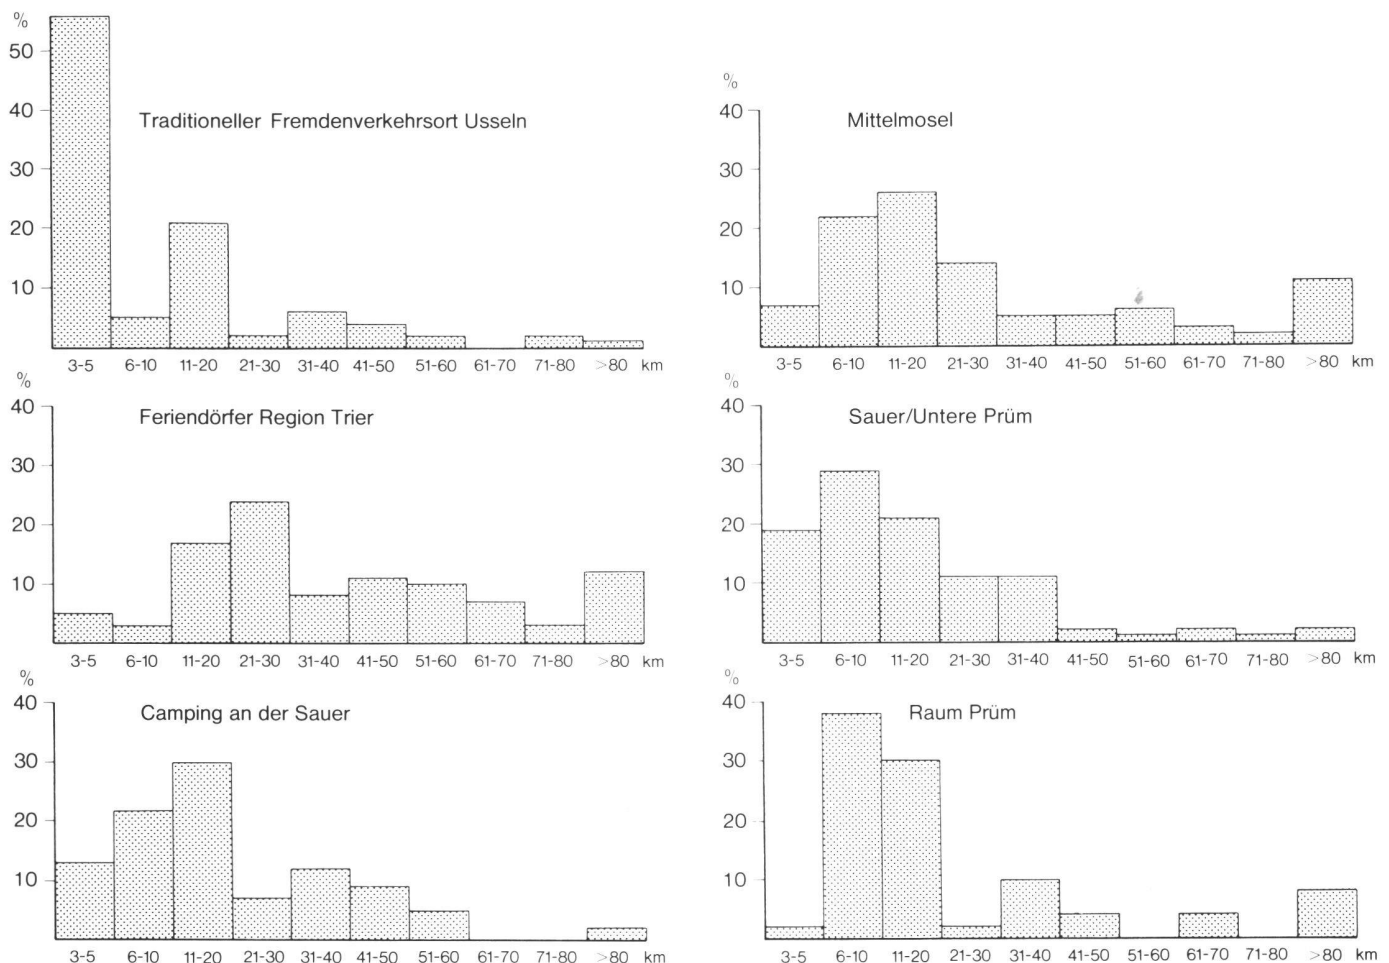 %
50
40
30
20
10
Traditioneller Fremdenverkehrsort Usseln
3-5 6-10 11-20 21-30 31-40 41-50 51-60 61-70 71-80 >80 km
%
40
30
20
10
Mittelmosel
3-5 6-10 11-20 21-30 31-40 41-50 51-60 61-70 71-80 >80 km
%
40
30
20
10
Feriendörfer Region Trier
3-5 6-10 11-20 21-30 31-40 41-50 51-60 61-70 71-80 >80 km
%
40
30
20
10
Sauer/Untere Prüm
3-5 6-10 11-20 21-30 31-40 41-50 51-60 61-70 71-80 >80 km
%
40
30
20
10
Camping an der Sauer
3-5 6-10 11-20 21-30 31-40 41-50 51-60 61-70 71-80 >80 km
%
40
30
20
10
Raum Prüm
3-5 6-10 11-20 21-30 31-40 41-50 51-60 61-70 71-80 >80 km